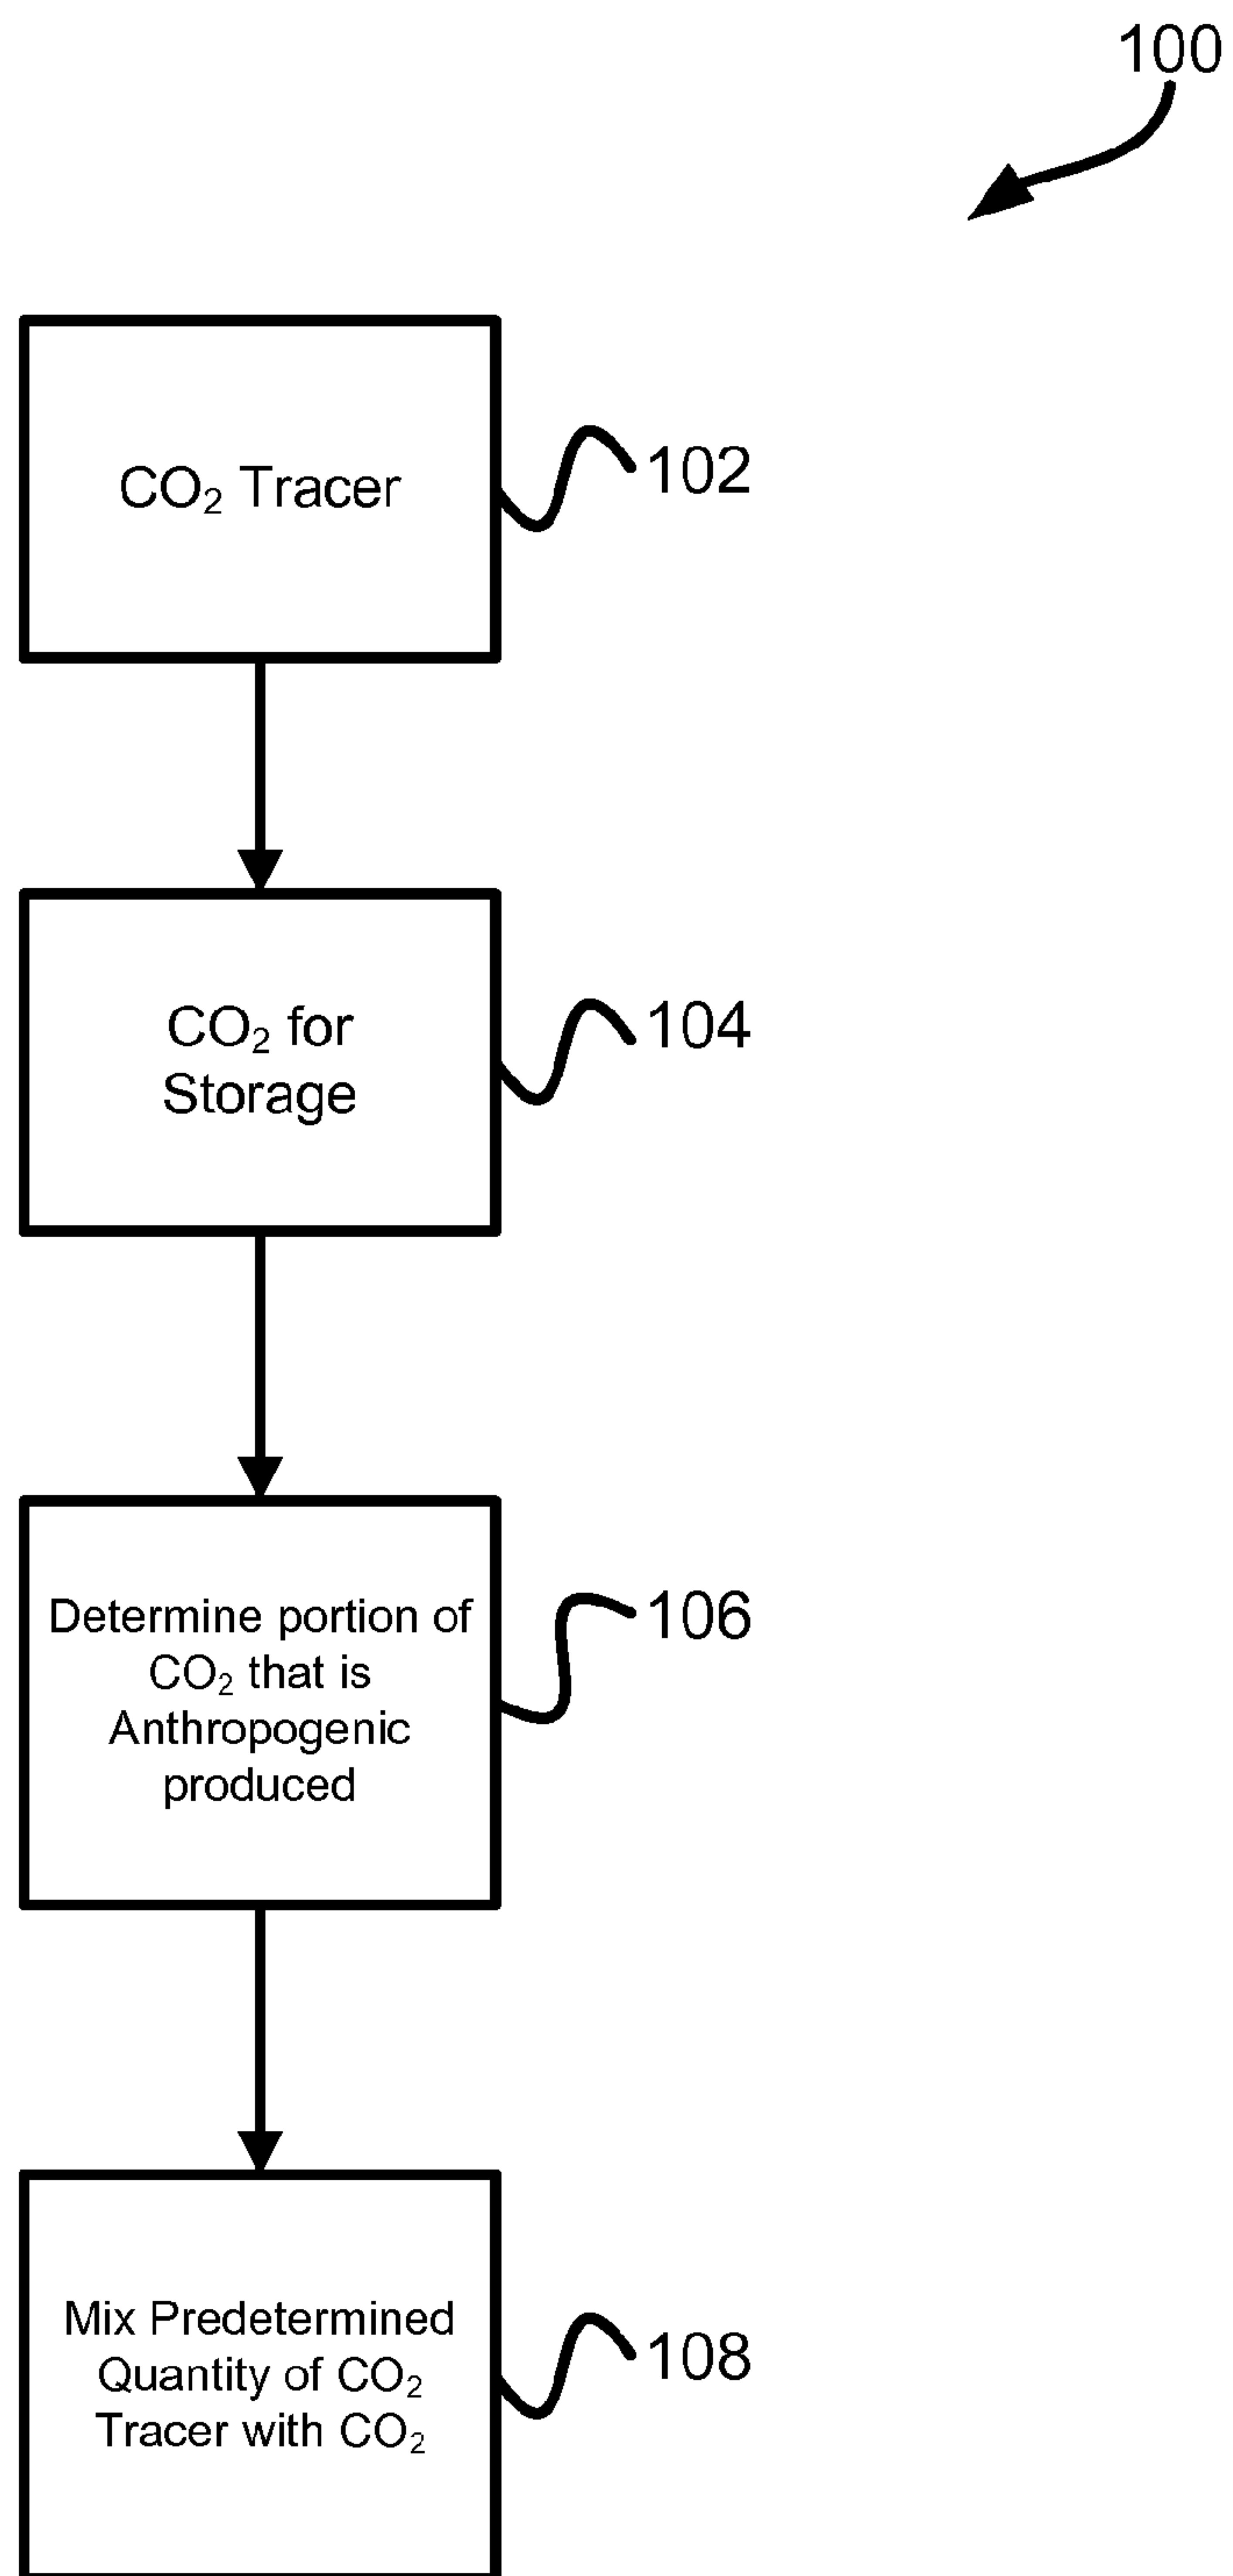 100
CO₂ Tracer
102
CO₂ for
Storage
104
Determine portion of
CO₂ that is
Anthropogenic
produced
106
Mix Predetermined
Quantity of CO₂
Tracer with CO₂
108